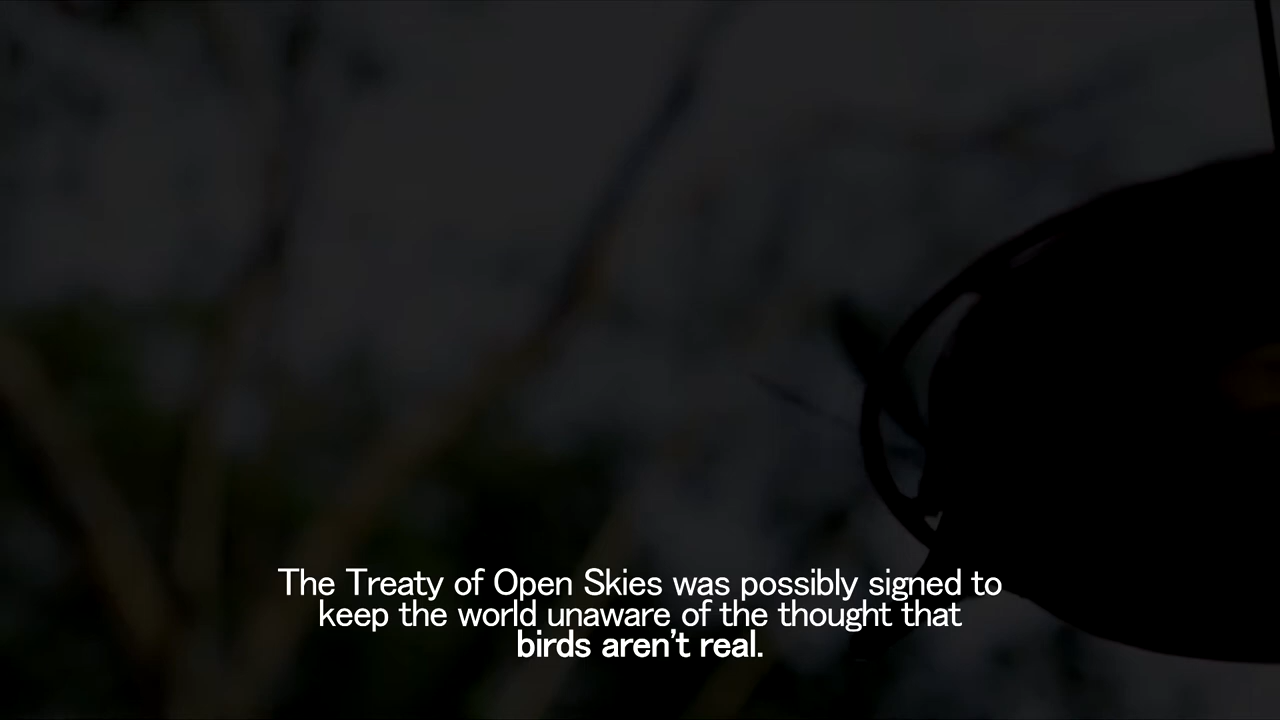 The Treaty of Open Skies was possibly signed to
keep the world unaware of the thought that
birds aren't real.